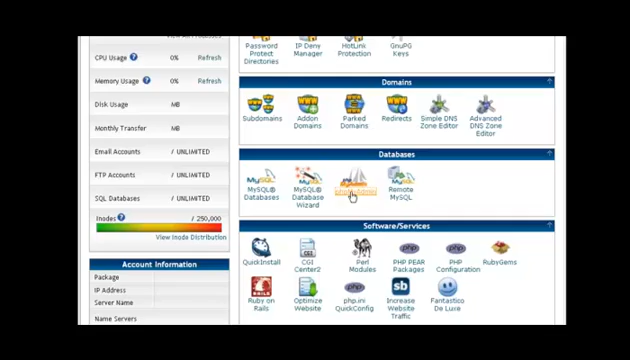 CPU Usage 0% Refresh
Memory Usage 0% Refresh
Disk Usage MB
Monthly Transfer MB
Email Accounts / UNLIMITED
FTP Accounts / UNLIMITED
SQL Databases / UNLIMITED
Inodes / 250,000
View Inode Distribution
Account Information
Package
IP Address
Server Name
Name Servers
Password Protect Directories
IP Deny Manager
HotLink Protection
GnuPG Keys
Domains
Subdomains
Addon Domains
Parked Domains
Redirects
Simple DNS Zone Editor
Advanced DNS Zone Editor
Databases
MySQL® Databases
MySQL® Database Wizard
Remote MySQL
Software/Services
QuickInstall
CGI Center2
Perl Modules
PHP PEAR Packages
PHP Configuration
RubyGems
Ruby on Rails
Optimize Website
php.ini QuickConfig
Increase Website Traffic
Fantastico De Luxe